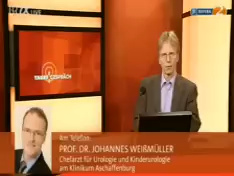 LIVE
TAGESGESPRÄCH
Am Telefon
PROF. DR. JOHANNES WEIßMÜLLER
Chefarzt für Urologie und Kinderurologie
am Klinikum Aschaffenburg